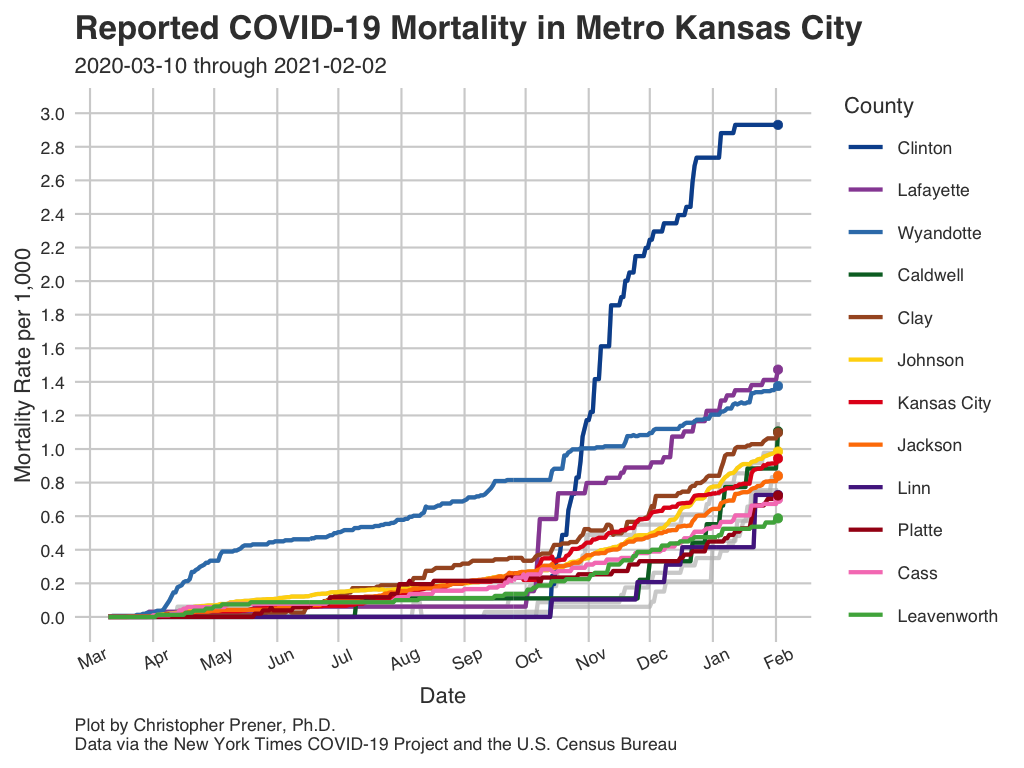 Reported COVID-19 Mortality in Metro Kansas City
2020-03-10 through 2021-02-02
Mortality Rate per 1,000
3.0
2.8
2.6
2.4
2.2
2.0
1.8
1.6
1.4
1.2
1.0
0.8
0.6
0.4
0.2
0.0
Mar Apr May Jun Jul Aug Sep Oct Nov Dec Jan Feb
Date
County
Clinton
Lafayette
Wyandotte
Caldwell
Clay
Johnson
Kansas City
Jackson
Linn
Platte
Cass
Leavenworth
Plot by Christopher Prener, Ph.D.
Data via the New York Times COVID-19 Project and the U.S. Census Bureau